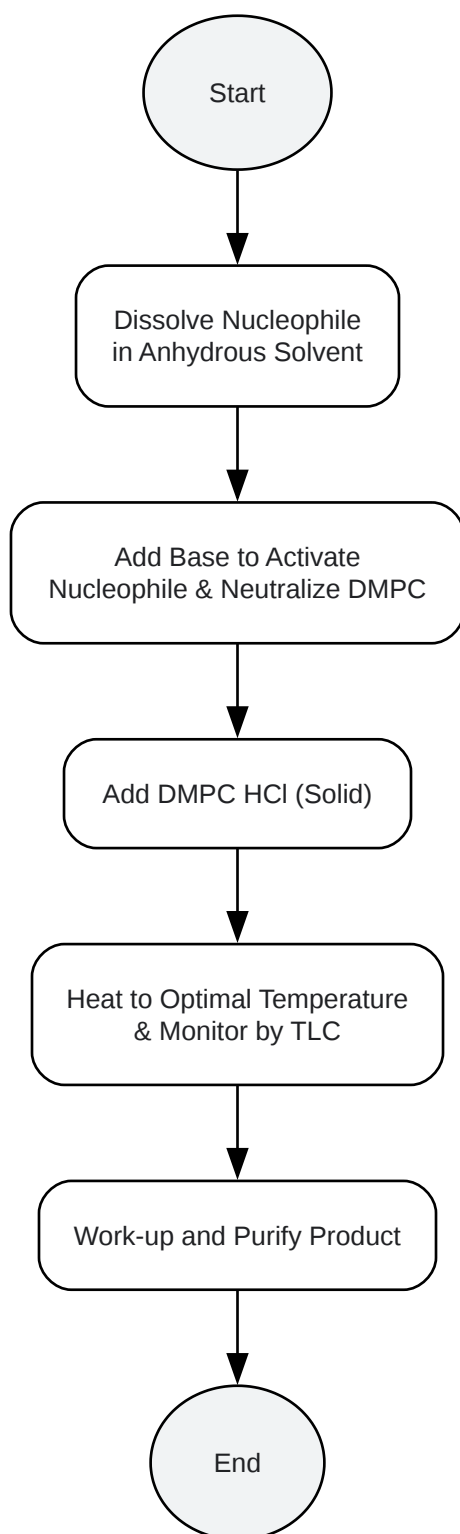 Start
Dissolve Nucleophile
in Anhydrous Solvent
Add Base to Activate
Nucleophile & Neutralize DMPC
Add DMPC HCl (Solid)
Heat to Optimal Temperature
& Monitor by TLC
Work-up and Purify Product
End